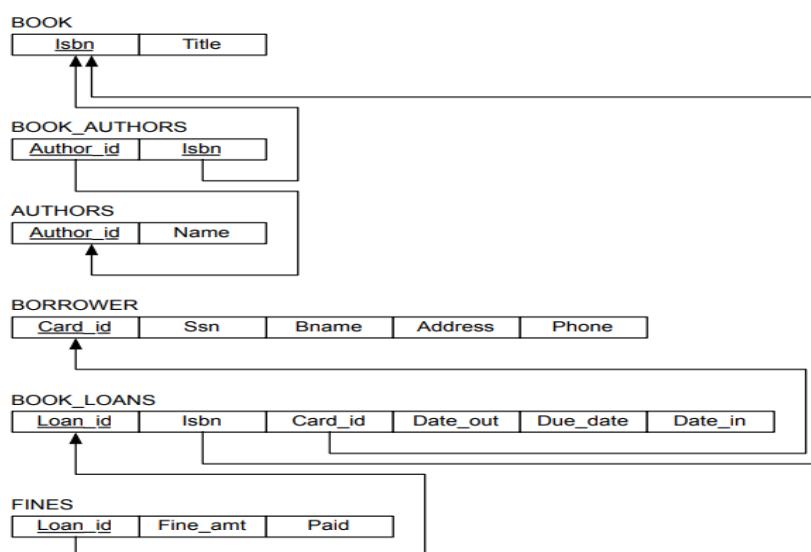 BOOK
Isbn Title
BOOK_AUTHORS
Author_id Isbn
AUTHORS
Author_id Name
BORROWER
Card_id Ssn Bname Address Phone
BOOK_LOANS
Loan_id Isbn Card_id Date_out Due_date Date_in
FINES
Loan_id Fine_amt Paid